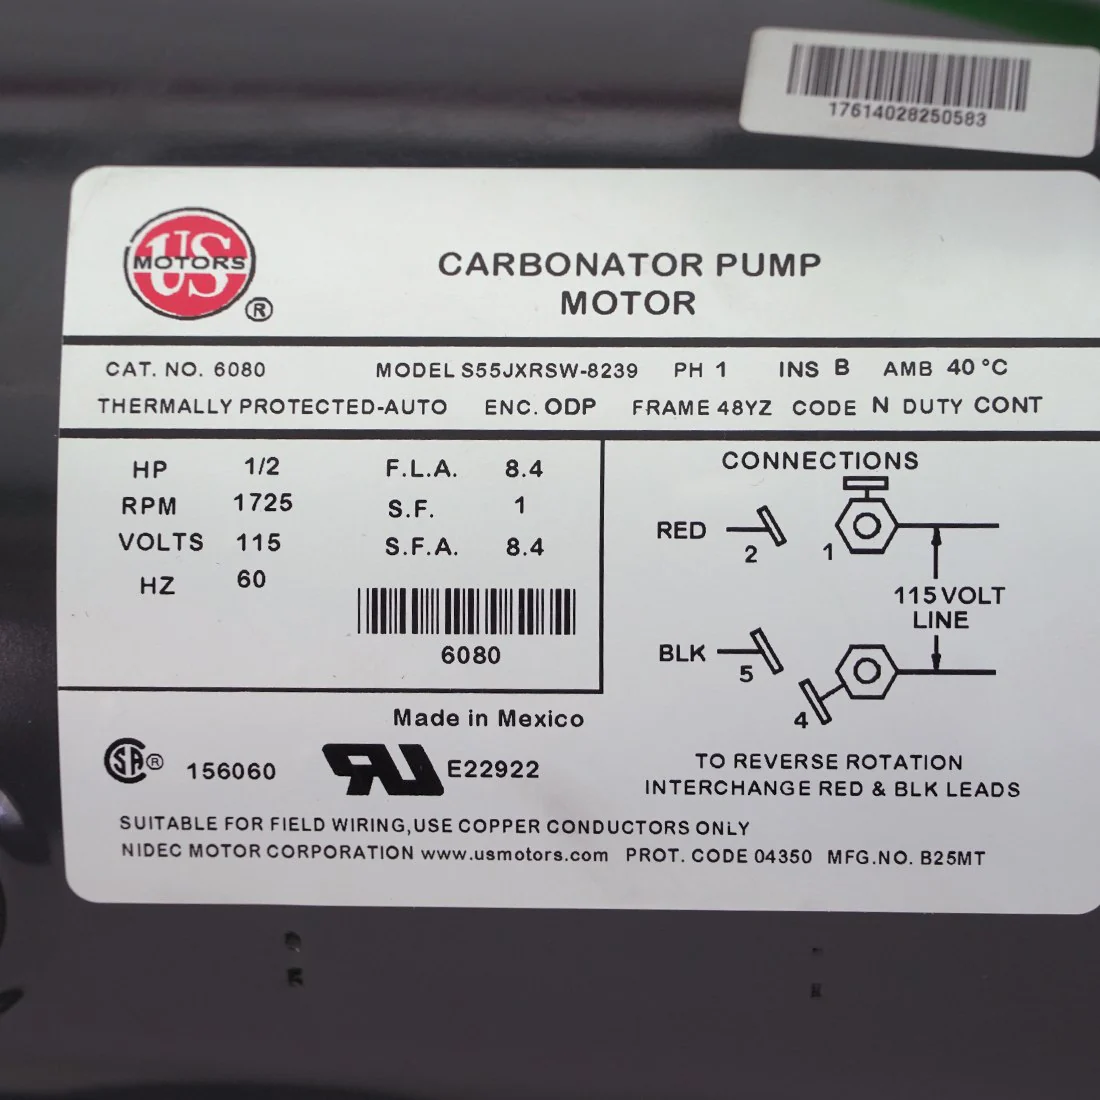 17614028250583
US
MOTORS
®
CARBONATOR PUMP
MOTOR
CAT. NO. 6080 MODEL S55JXRSW-8239 PH 1 INS B AMB 40 °C
THERMALLY PROTECTED-AUTO ENC. ODP FRAME 48YZ CODE N DUTY CONT
HP 1/2 F.L.A. 8.4
RPM 1725 S.F. 1
VOLTS 115 S.F.A. 8.4
HZ 60
6080
CONNECTIONS
RED 2 1
115 VOLT
LINE
BLK 5
4
TO REVERSE ROTATION
INTERCHANGE RED & BLK LEADS
Made in Mexico
SA ® 156060 RU E22922
SUITABLE FOR FIELD WIRING,USE COPPER CONDUCTORS ONLY
NIDEC MOTOR CORPORATION www.usmotors.com PROT. CODE 04350 MFG.NO. B25MT